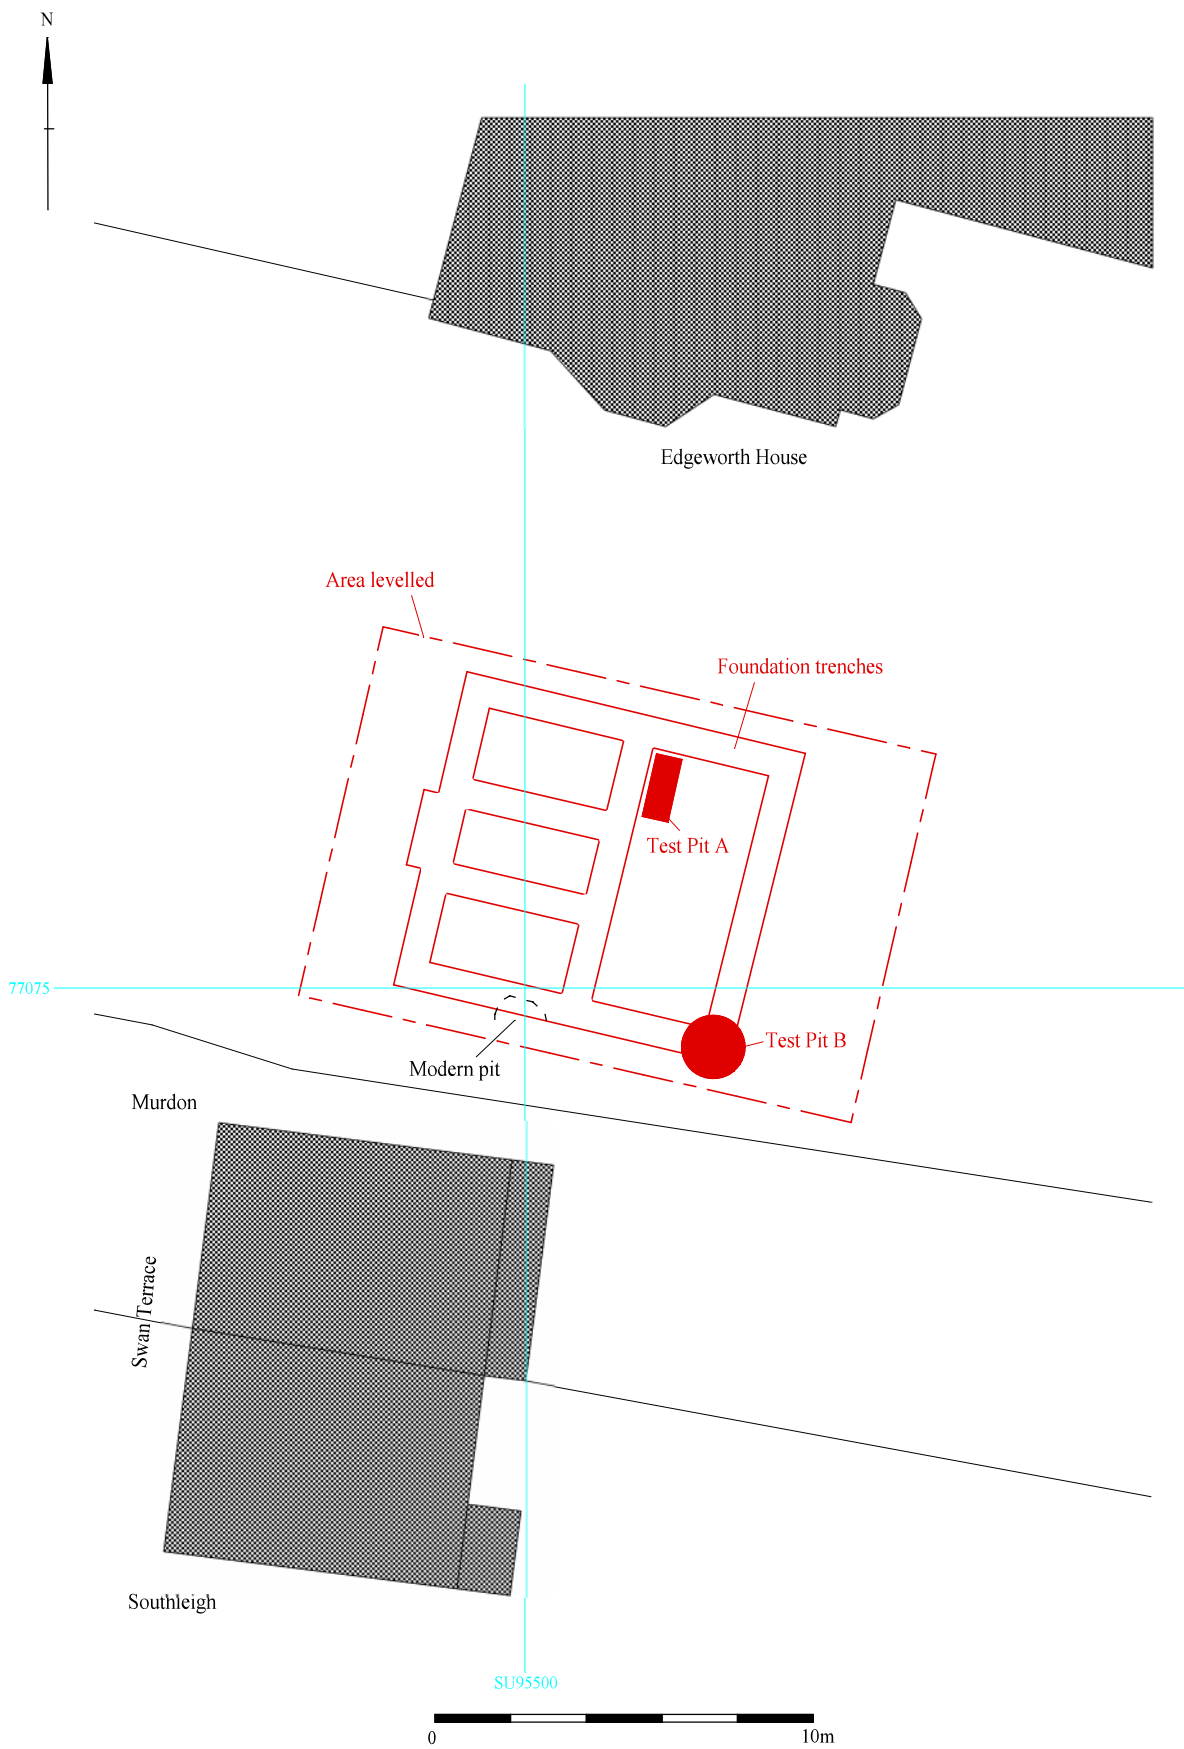 N
Edgeworth House
Area levelled
Foundation trenches
Test Pit A
77075
Test Pit B
Modern pit
Murdon
Swan Terrace
Southleigh
SU95500
0
10m